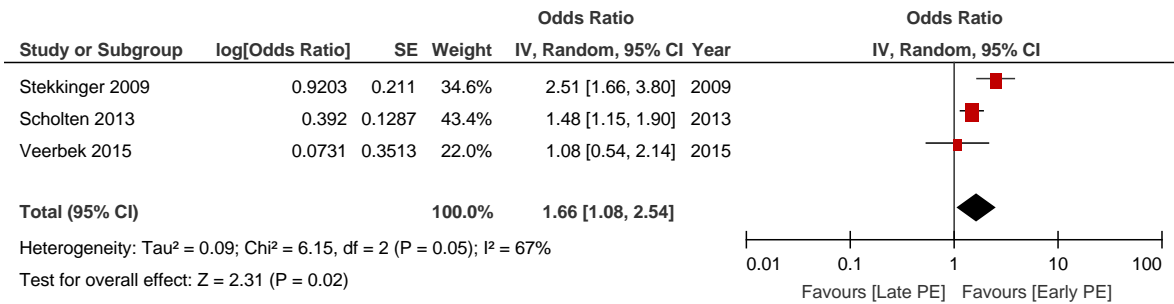 Odds Ratio Odds Ratio
Study or Subgroup log[Odds Ratio] SE Weight IV, Random, 95% CI Year IV, Random, 95% CI
Stekkinger 2009 0.9203 0.211 34.6% 2.51 [1.66, 3.80] 2009
Scholten 2013 0.392 0.1287 43.4% 1.48 [1.15, 1.90] 2013
Veerbek 2015 0.0731 0.3513 22.0% 1.08 [0.54, 2.14] 2015
Total (95% CI) 100.0% 1.66 [1.08, 2.54]
Heterogeneity: Tau² = 0.09; Chi² = 6.15, df = 2 (P = 0.05); I² = 67%
Test for overall effect: Z = 2.31 (P = 0.02)
0.01 0.1 1 10 100
Favours [Late PE] Favours [Early PE]